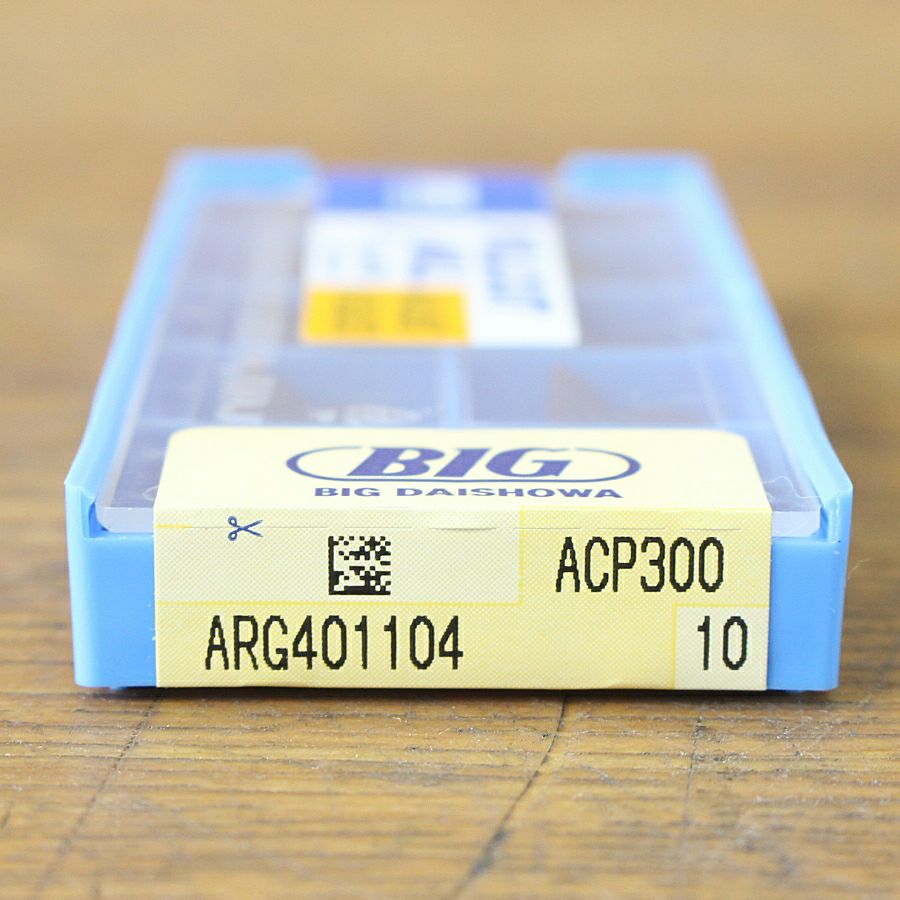 BIG
BIG DAISHOWA
ACP300
ARG401104
10